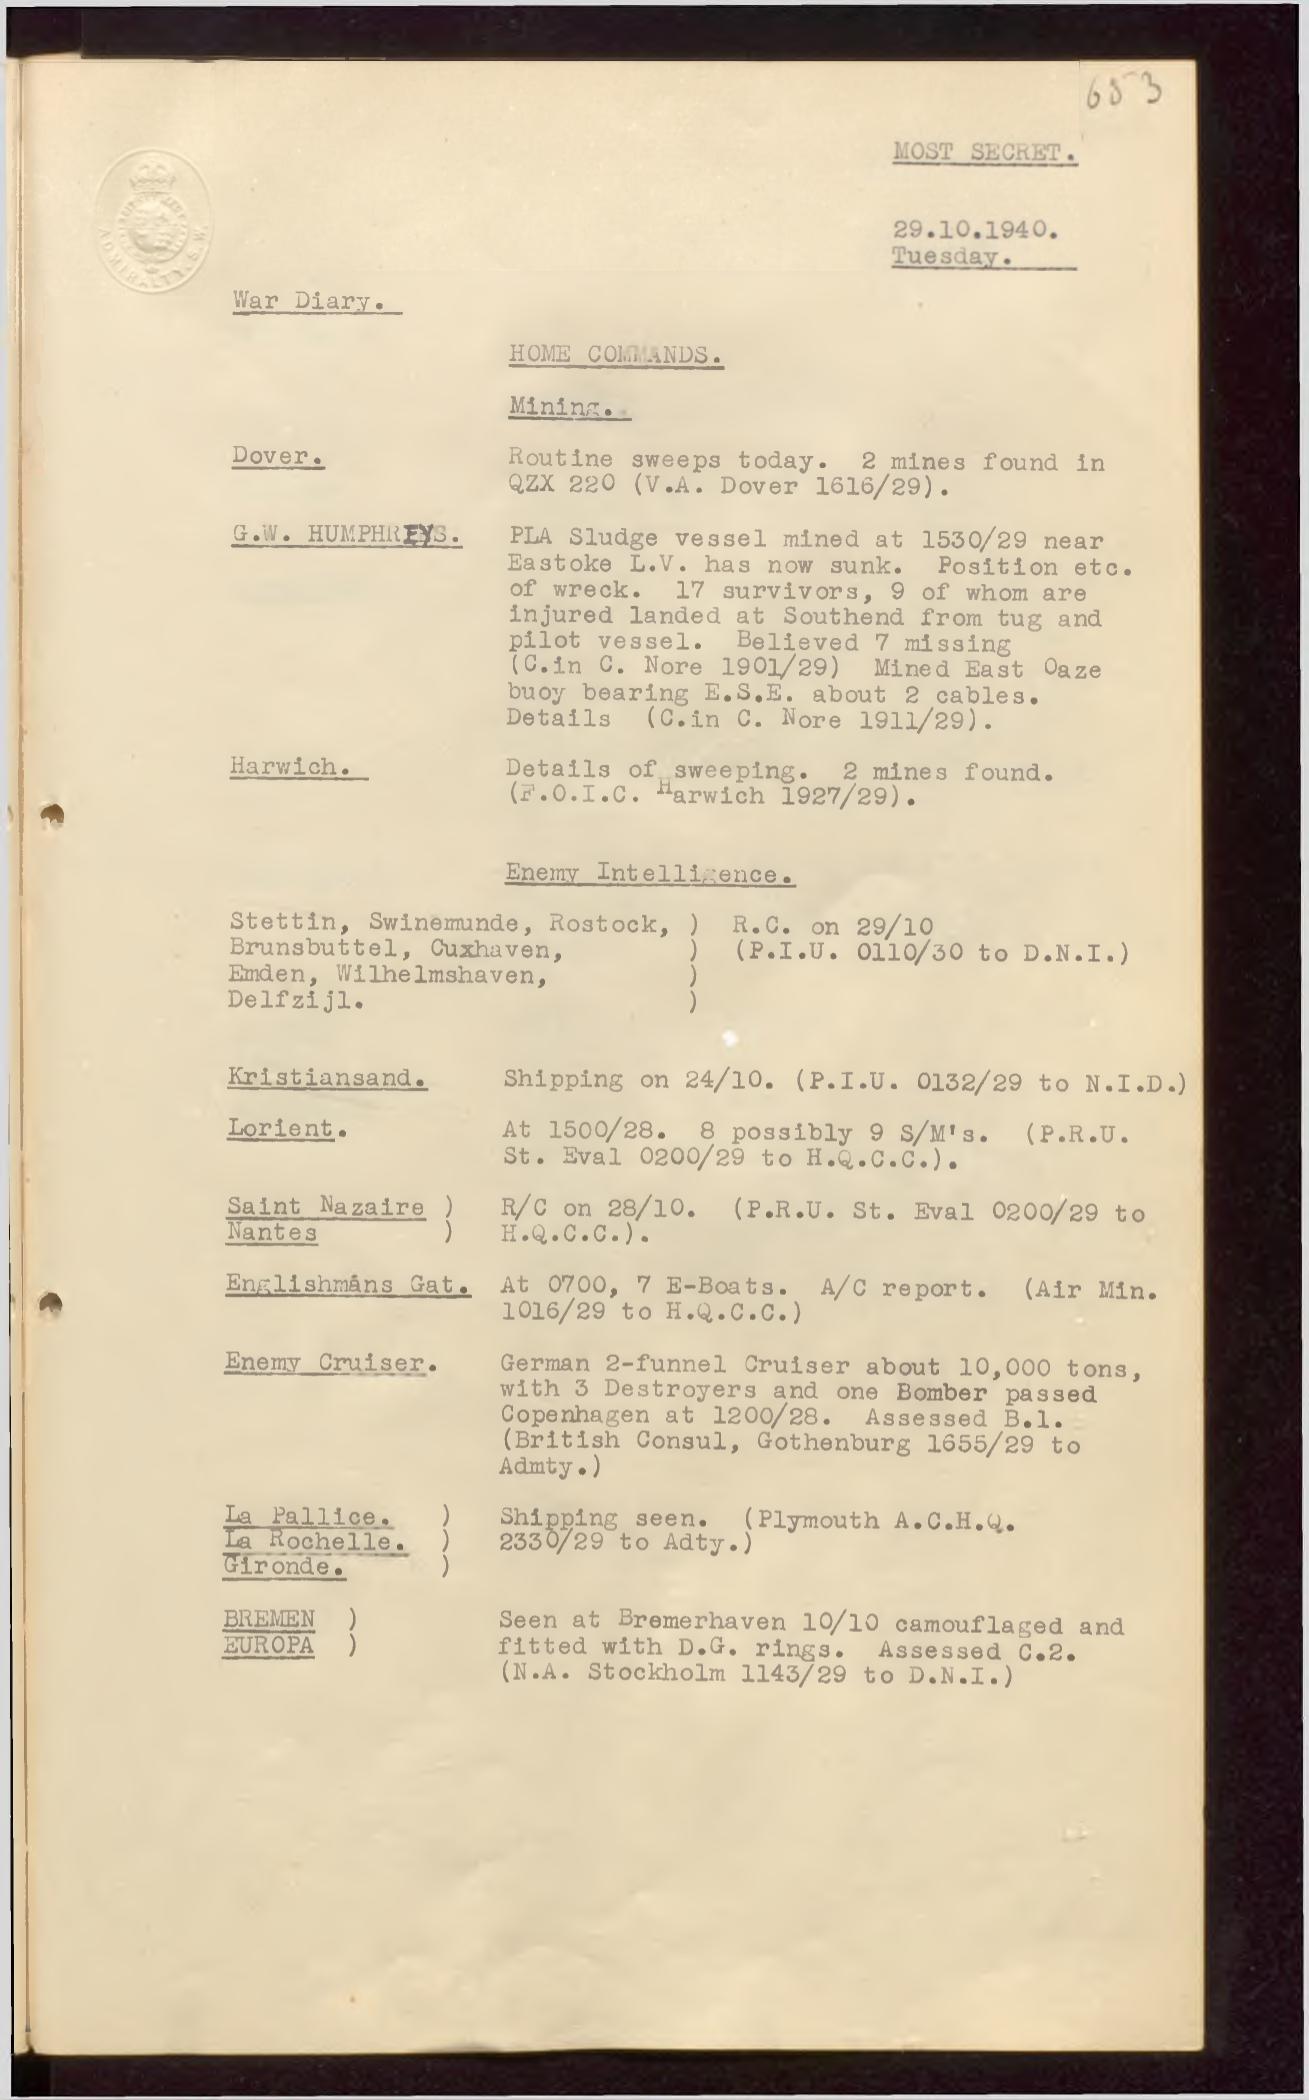 653
MOST SECRET.
29.10.1940.
Tuesday.
ADMIRALTY. S.W.
War Diary.
HOME COMMANDS.
Mining.
Dover. Routine sweeps today. 2 mines found in
QZX 220 (V.A. Dover 1616/29).
G.W. HUMPHREYS. PLA Sludge vessel mined at 1530/29 near
Eastoke L.V. has now sunk. Position etc.
of wreck. 17 survivors, 9 of whom are
injured landed at Southend from tug and
pilot vessel. Believed 7 missing
(C.in C. Nore 1901/29) Mined East Oaze
buoy bearing E.S.E. about 2 cables.
Details (C.in C. Nore 1911/29).
Harwich. Details of sweeping. 2 mines found.
(F.O.I.C. Harwich 1927/29).
Enemy Intelligence.
Stettin, Swinemunde, Rostock, ) R.C. on 29/10
Brunsbuttel, Cuxhaven, ) (P.I.U. 0110/30 to D.N.I.)
Emden, Wilhelmshaven, )
Delfzijl. )
Kristiansand. Shipping on 24/10. (P.I.U. 0132/29 to N.I.D.)
Lorient. At 1500/28. 8 possibly 9 S/M's. (P.R.U.
St. Eval 0200/29 to H.Q.C.C.).
Saint Nazaire ) R/C on 28/10. (P.R.U. St. Eval 0200/29 to
Nantes ) H.Q.C.C.).
Englishmans Gat. At 0700, 7 E-Boats. A/C report. (Air Min.
1016/29 to H.Q.C.C.)
Enemy Cruiser. German 2-funnel Cruiser about 10,000 tons,
with 3 Destroyers and one Bomber passed
Copenhagen at 1200/28. Assessed B.1.
(British Consul, Gothenburg 1655/29 to
Admty.)
La Pallice. ) Shipping seen. (Plymouth A.C.H.Q.
La Rochelle. ) 2330/29 to Adty.)
Gironde. )
BREMEN ) Seen at Bremerhaven 10/10 camouflaged and
EUROPA ) fitted with D.G. rings. Assessed C.2.
(N.A. Stockholm 1143/29 to D.N.I.)